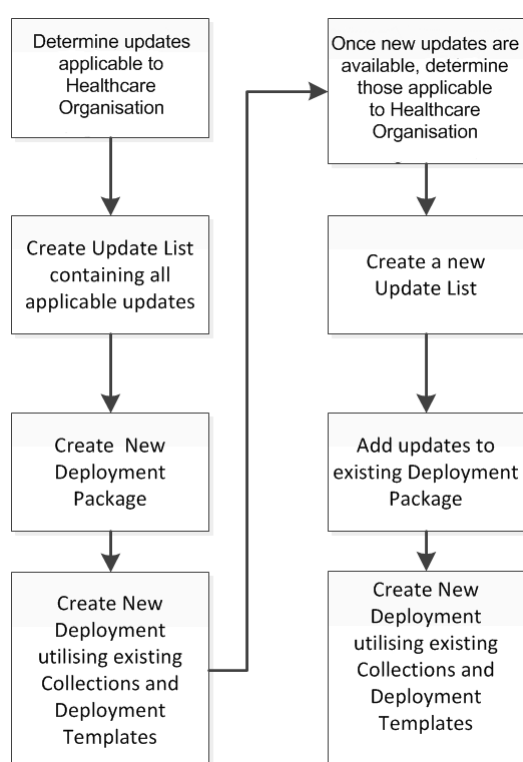 Determine updates
applicable to
Healthcare
Organisation
Create Update List
containing all
applicable updates
Create New
Deployment
Package
Create New
Deployment
utilising existing
Collections and
Deployment
Templates
Once new updates are
available, determine
those applicable
to Healthcare
Organisation
Create a new
Update List
Add updates to
existing Deployment
Package
Create New
Deployment
utilising existing
Collections and
Deployment
Templates